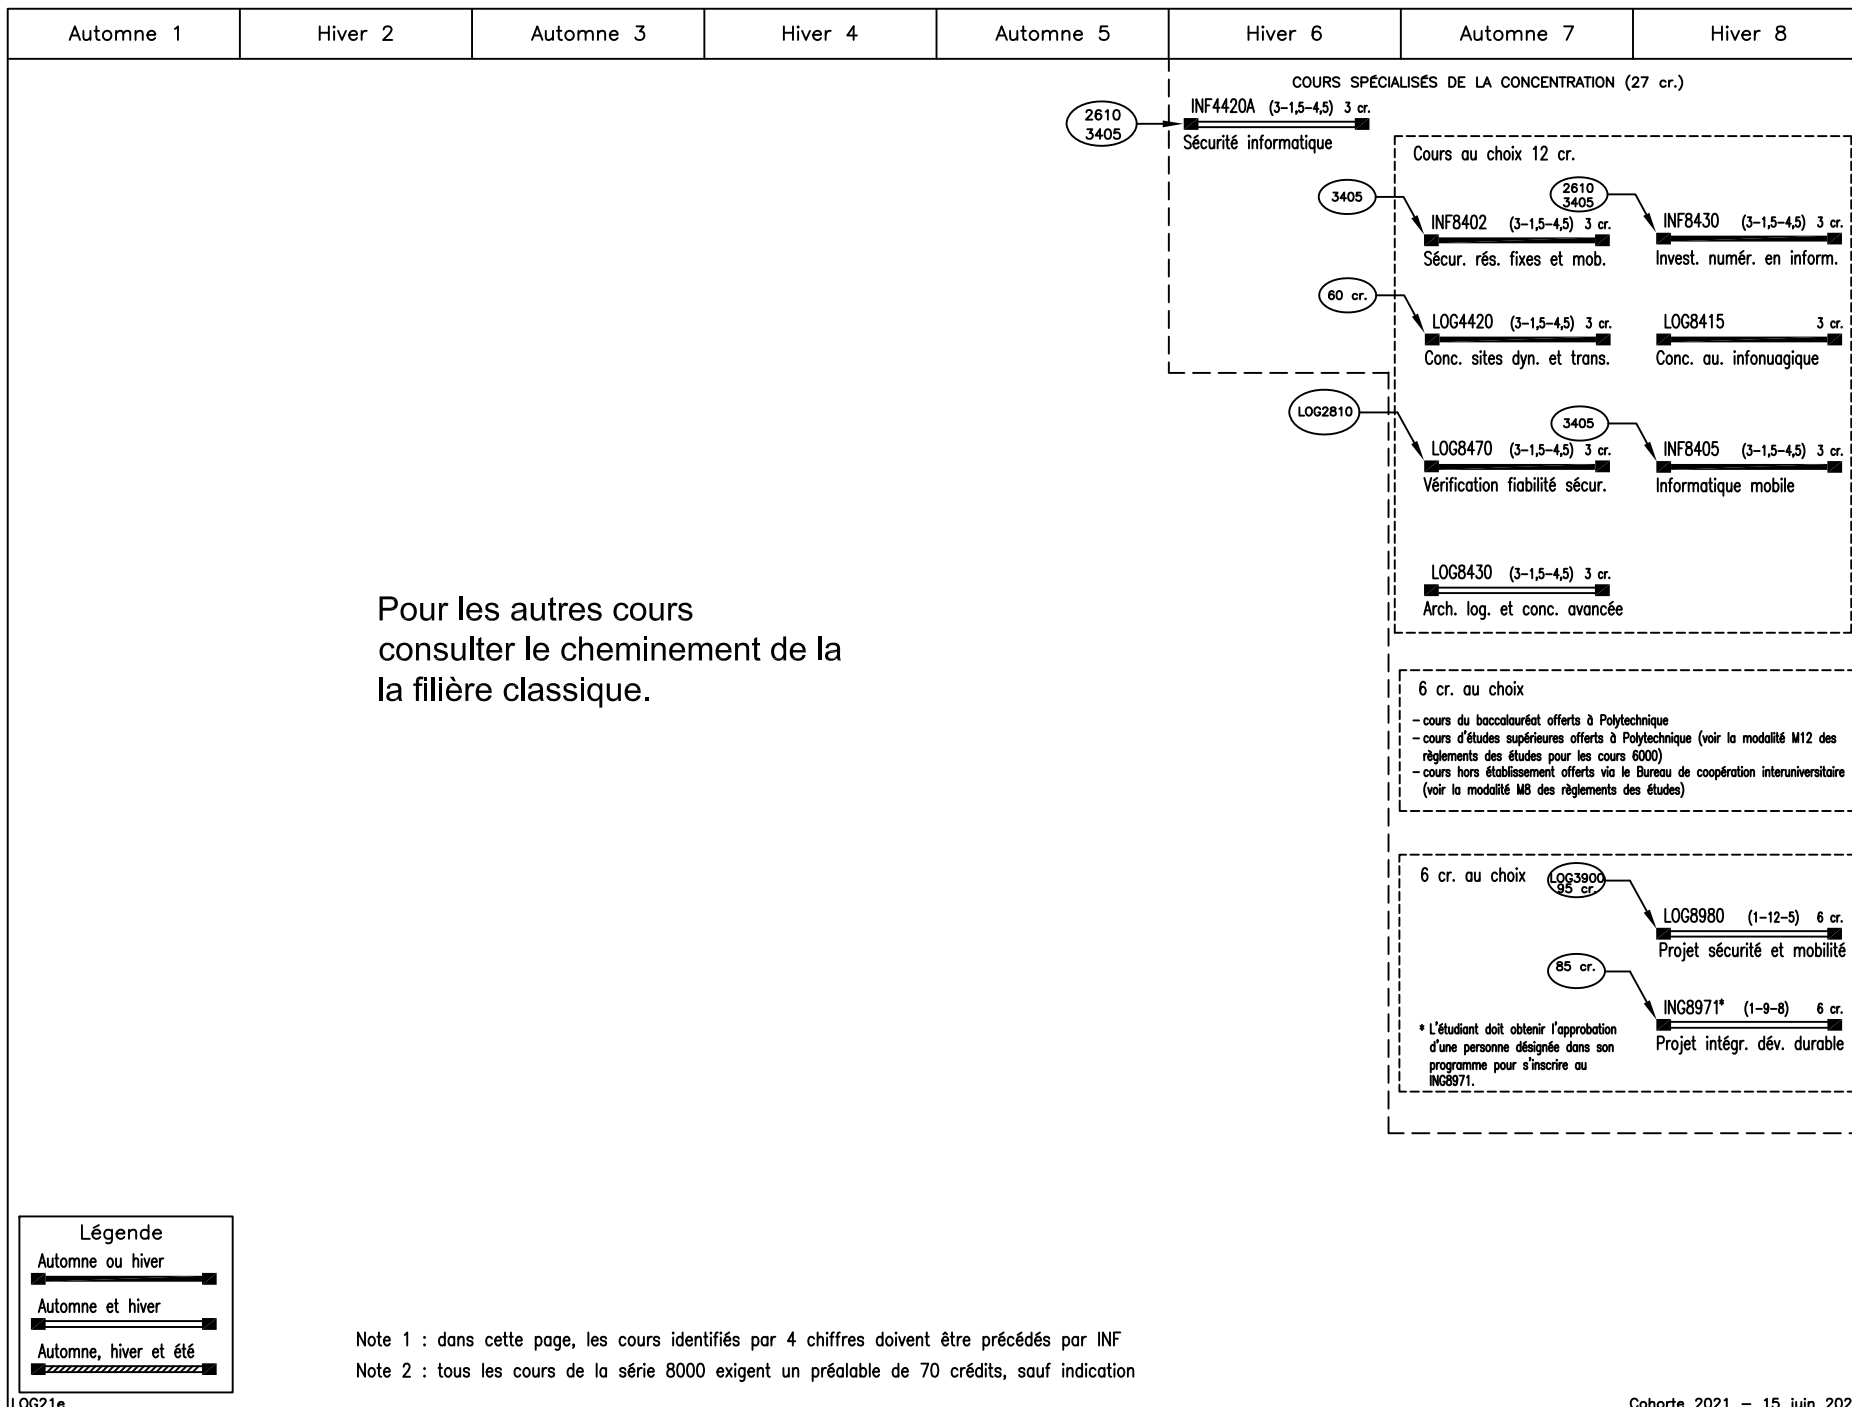 Automne 1 Hiver 2 Automne 3 Hiver 4 Automne 5 Hiver 6 Automne 7 Hiver 8
COURS SPÉCIALISÉS DE LA CONCENTRATION (27 cr.)
2610
3405
INF4420A (3-1,5-4,5) 3 cr.
Sécurité informatique
Cours au choix 12 cr.
3405
INF8402 (3-1,5-4,5) 3 cr.
Sécur. rés. fixes et mob.
2610
3405
INF8430 (3-1,5-4,5) 3 cr.
Invest. numér. en inform.
60 cr.
LOG4420 (3-1,5-4,5) 3 cr.
Conc. sites dyn. et trans.
LOG8415 3 cr.
Conc. au. infonuagique
LOG2810
LOG8470 (3-1,5-4,5) 3 cr.
Vérification fiabilité sécur.
3405
INF8405 (3-1,5-4,5) 3 cr.
Informatique mobile
LOG8430 (3-1,5-4,5) 3 cr.
Arch. log. et conc. avancée
Pour les autres cours
consulter le cheminement de la
la filière classique.
6 cr. au choix
- cours du baccalauréat offerts à Polytechnique
- cours d'études supérieures offerts à Polytechnique (voir la modalité M12 des
règlements des études pour les cours 6000)
- cours hors établissement offerts via le Bureau de coopération interuniversitaire
(voir la modalité M8 des règlements des études)
6 cr. au choix
LOG3900
95 cr.
LOG8980 (1-12-5) 6 cr.
Projet sécurité et mobilité
85 cr.
ING8971* (1-9-8) 6 cr.
Projet intégr. dév. durable
* L'étudiant doit obtenir l'approbation
d'une personne désignée dans son
programme pour s'inscrire au
ING8971.
Légende
Automne ou hiver
Automne et hiver
Automne, hiver et été
Note 1 : dans cette page, les cours identifiés par 4 chiffres doivent être précédés par INF
Note 2 : tous les cours de la série 8000 exigent un préalable de 70 crédits, sauf indication
LOG21e
Cohorte 2021 - 15 juin 202